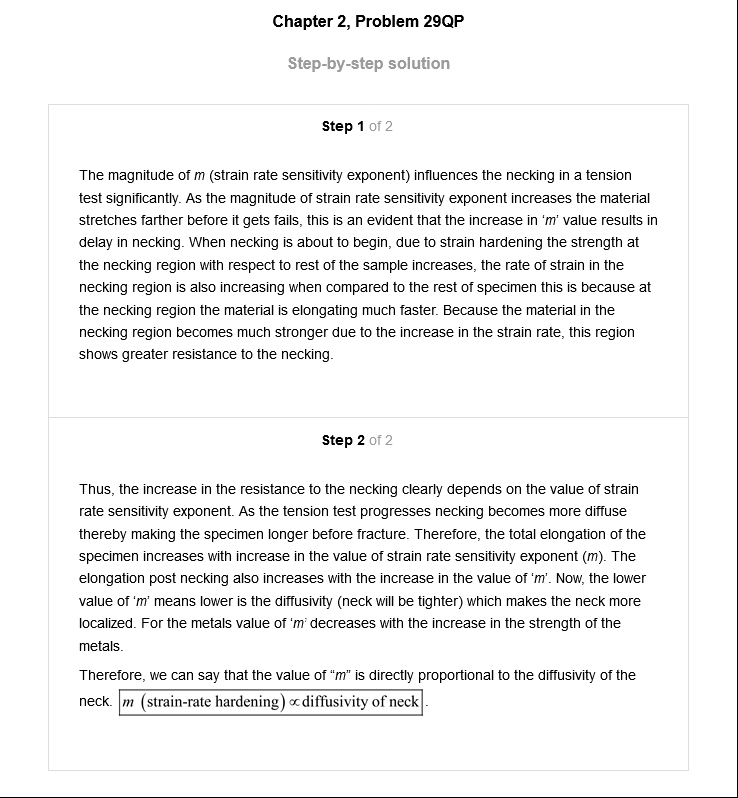 Chapter 2, Problem 29QP
Step-by-step solution
Step 1 of 2
The magnitude of m (strain rate sensitivity exponent) influences the necking in a tension
test significantly. As the magnitude of strain rate sensitivity exponent increases the material
stretches farther before it gets fails, this is an evident that the increase in ‘m’ value results in
delay in necking. When necking is about to begin, due to strain hardening the strength at
the necking region with respect to rest of the sample increases, the rate of strain in the
necking region is also increasing when compared to the rest of specimen this is because at
the necking region the material is elongating much faster. Because the material in the
necking region becomes much stronger due to the increase in the strain rate, this region
shows greater resistance to the necking.
Step 2 of 2
Thus, the increase in the resistance to the necking clearly depends on the value of strain
rate sensitivity exponent. As the tension test progresses necking becomes more diffuse
thereby making the specimen longer before fracture. Therefore, the total elongation of the
specimen increases with increase in the value of strain rate sensitivity exponent (m). The
elongation post necking also increases with the increase in the value of ‘m’. Now, the lower
value of ‘m’ means lower is the diffusivity (neck will be tighter) which makes the neck more
localized. For the metals value of ‘m’ decreases with the increase in the strength of the
metals.
Therefore, we can say that the value of “m” is directly proportional to the diffusivity of the
neck. m (strain-rate hardening) ∝ diffusivity of neck.